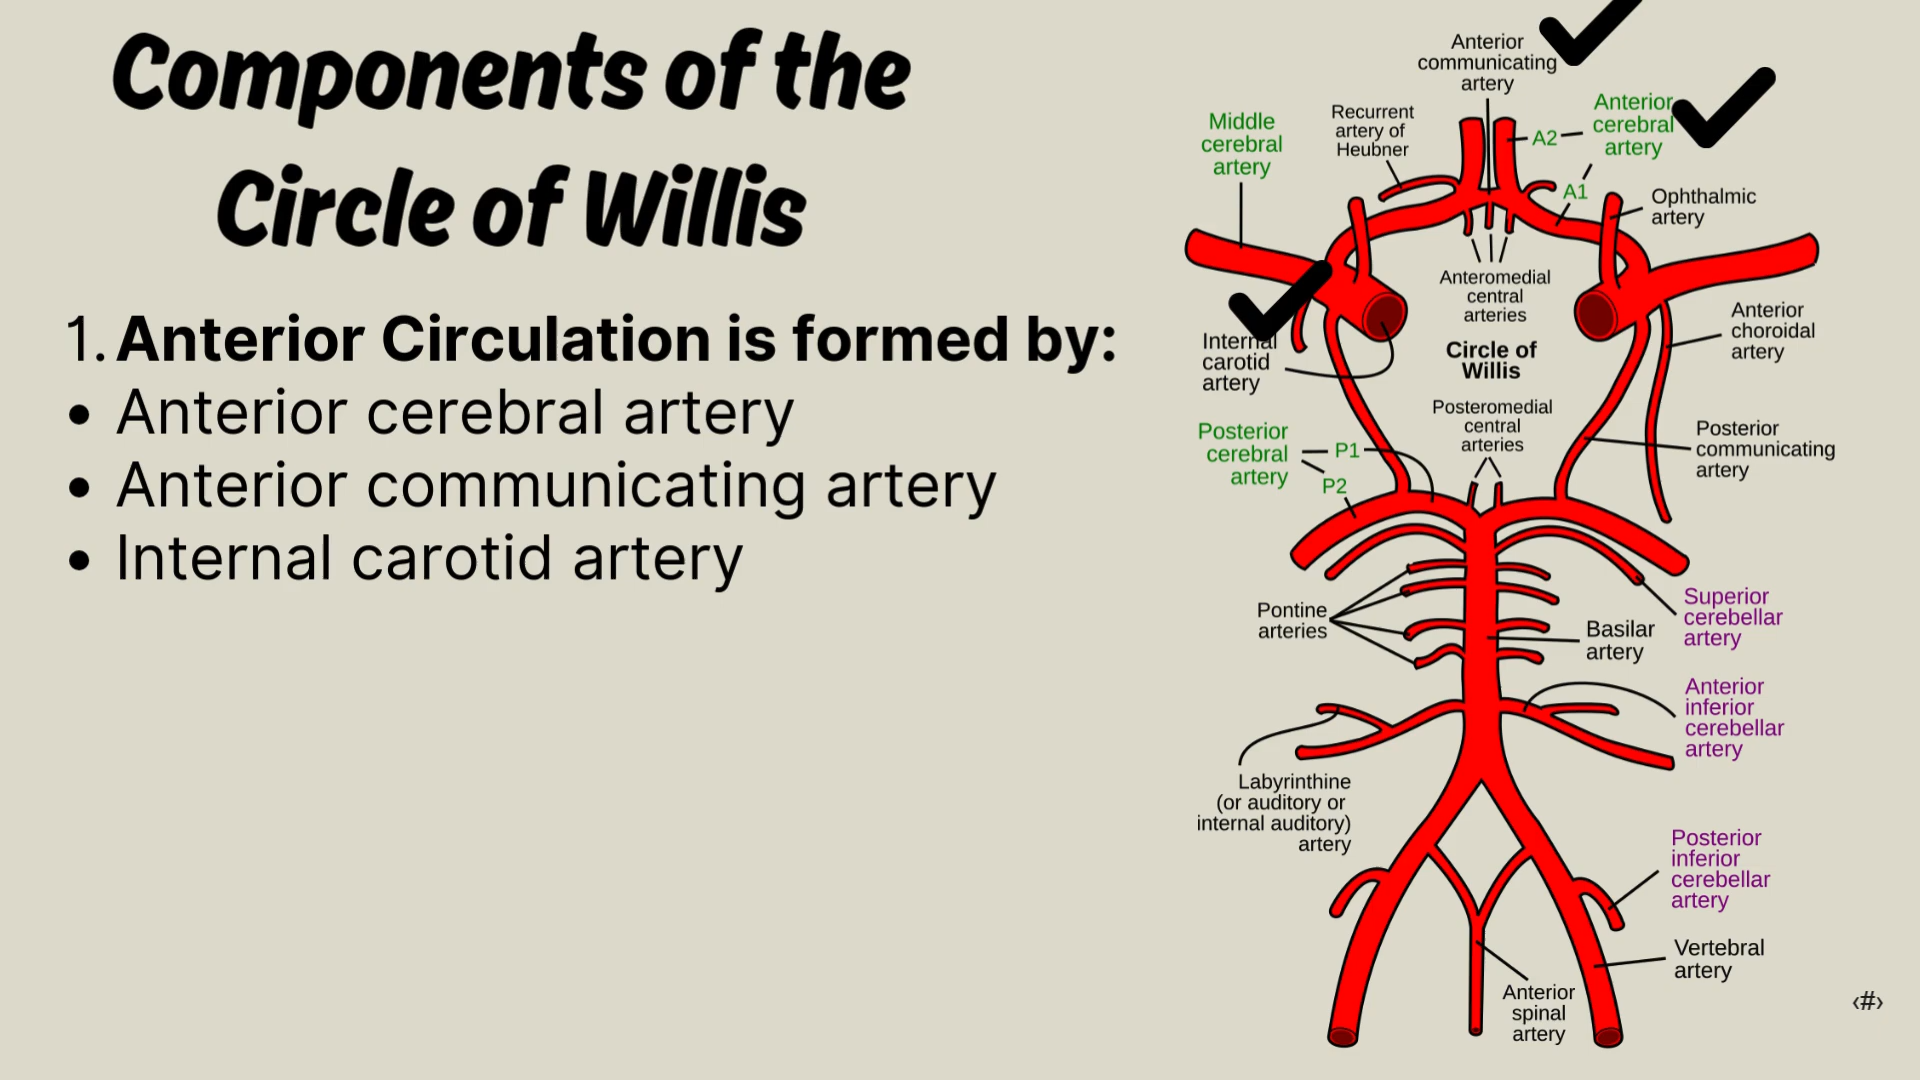 Components of the
Circle of Willis
1. Anterior Circulation is formed by:
• Anterior cerebral artery
• Anterior communicating artery
• Internal carotid artery
Anterior
communicating
artery
Middle
cerebral
artery
Recurrent
artery of
Heubner
A2
Anterior
cerebral
artery
A1
Ophthalmic
artery
Anteromedial
central
arteries
Internal
carotid
artery
Circle of
Willis
Anterior
choroidal
artery
Posteromedial
central
arteries
Posterior
cerebral
artery
P1
P2
Posterior
communicating
artery
Pontine
arteries
Basilar
artery
Superior
cerebellar
artery
Anterior
inferior
cerebellar
artery
Labyrinthine
(or auditory or
internal auditory)
artery
Posterior
inferior
cerebellar
artery
Vertebral
artery
Anterior
spinal
artery
‹#›